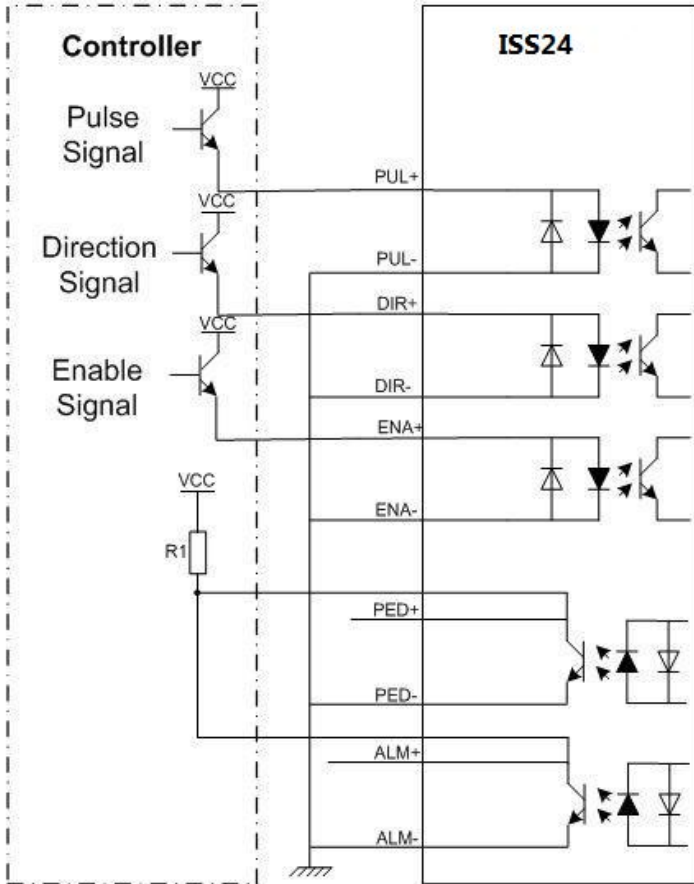 Controller
ISS24
VCC
Pulse
Signal
PUL+
VCC
Direction
Signal
PUL-
DIR+
VCC
Enable
Signal
DIR-
ENA+
VCC
ENA-
R1
PED+
PED-
ALM+
ALM-